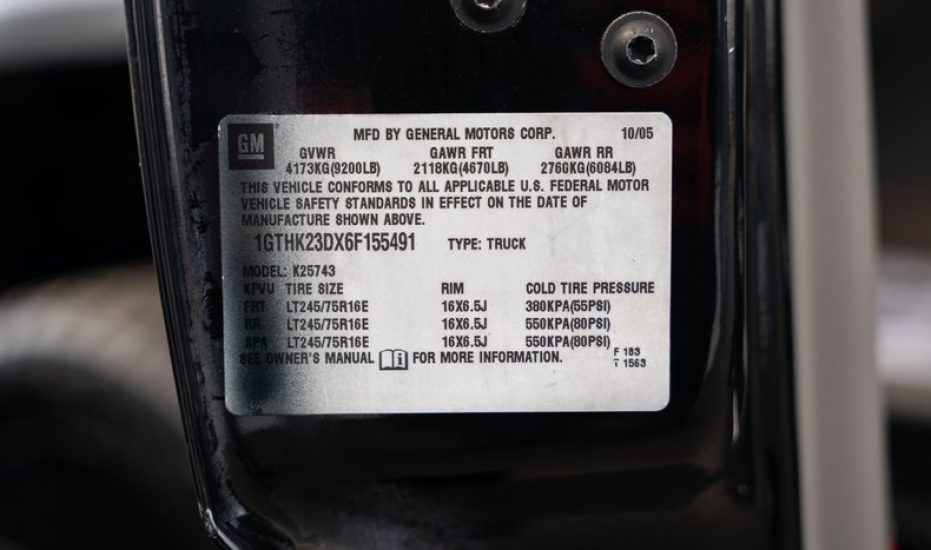 GM MFD BY GENERAL MOTORS CORP. 10/05
GVWR GAWR FRT GAWR RR
4173KG(9200LB) 2118KG(4670LB) 2760KG(6084LB)
THIS VEHICLE CONFORMS TO ALL APPLICABLE U.S. FEDERAL MOTOR
VEHICLE SAFETY STANDARDS IN EFFECT ON THE DATE OF
MANUFACTURE SHOWN ABOVE.
1GTHK23DX6F155491 TYPE: TRUCK
MODEL: K25743
KPVU TIRE SIZE RIM COLD TIRE PRESSURE
FRT LT245/75R16E 16X6.5J 380KPA(55PSI)
RR LT245/75R16E 16X6.5J 550KPA(80PSI)
SPA LT245/75R16E 16X6.5J 550KPA(80PSI)
SEE OWNER'S MANUAL FOR MORE INFORMATION.
F 183
T 1563